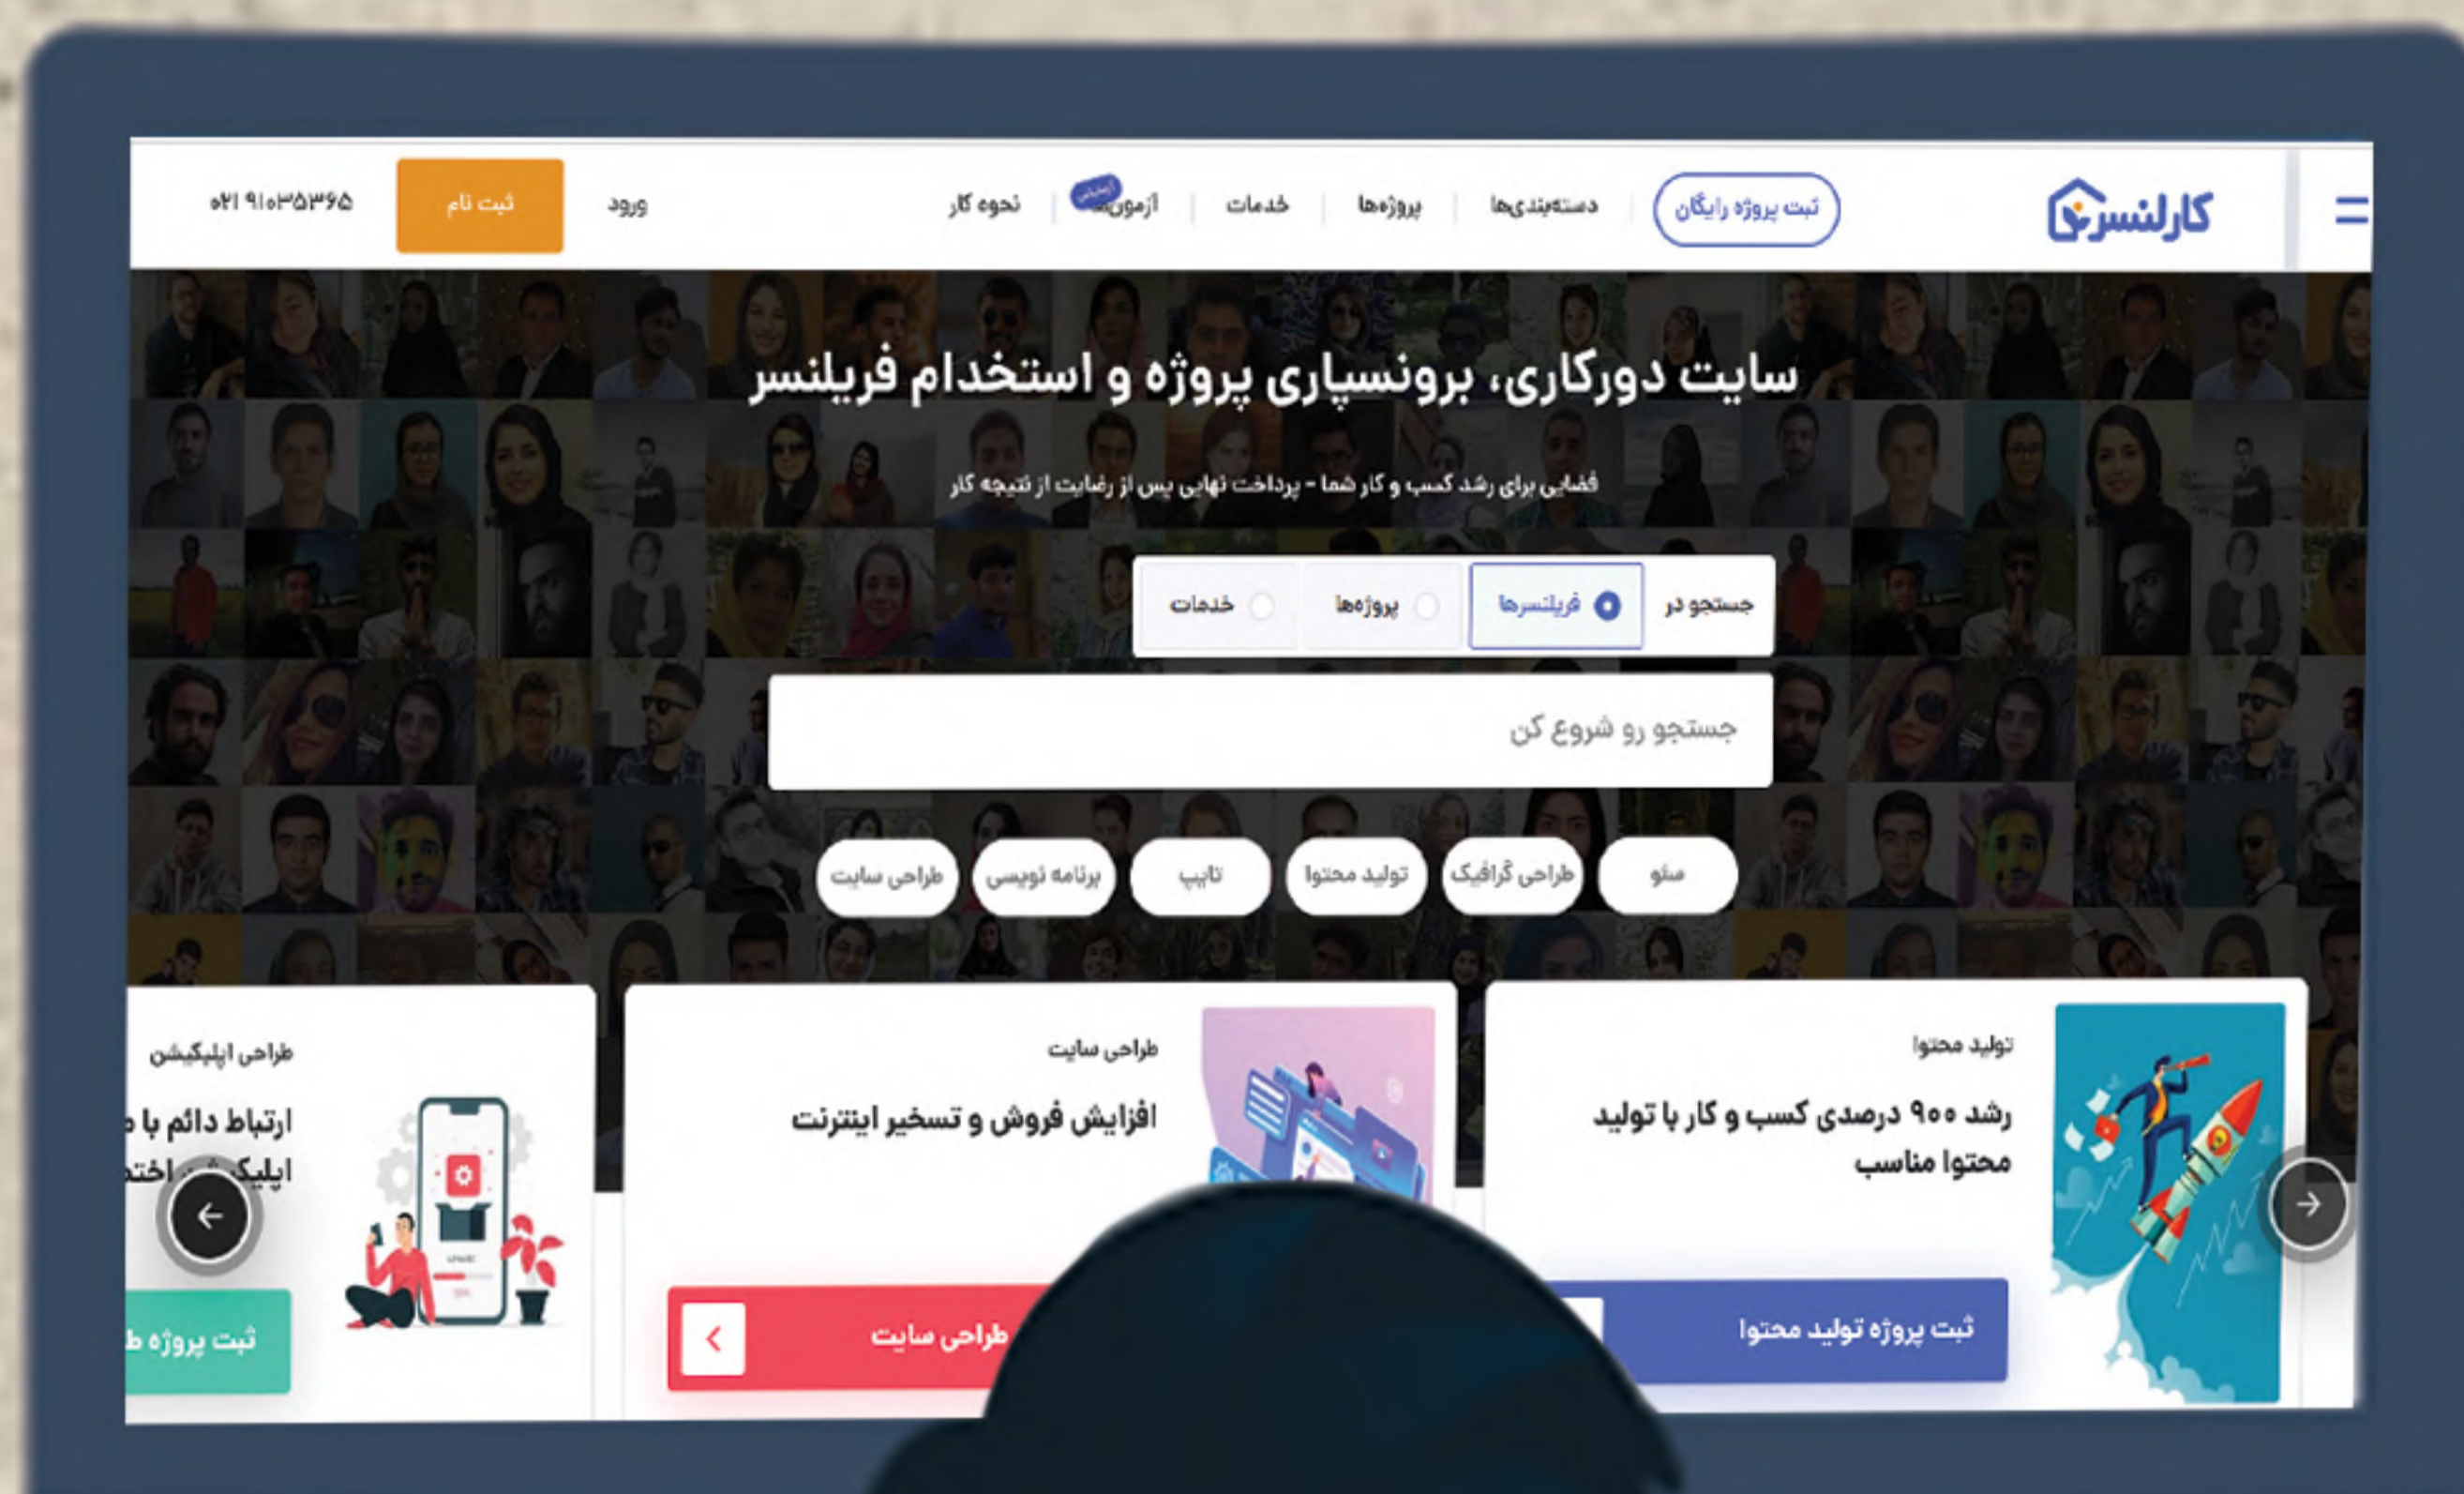 کارلنسر
ثبت پروژه رایگان
دسته‌بندی‌ها
پروژه‌ها
خدمات
آزمون‌ها
نحوه کار
ورود
ثبت نام
۰۲۱ ۹۱۰۳۵۳۶۵
سایت دورکاری، برونسپاری پروژه و استخدام فریلنسر
فضایی برای رشد کسب و کار شما - پرداخت نهایی پس از رضایت از نتیجه کار
جستجو در
فریلنسرها
پروژه‌ها
خدمات
جستجو رو شروع کن
سئو
طراحی گرافیک
تولید محتوا
تایپ
برنامه نویسی
طراحی سایت
تولید محتوا
رشد ۹۰۰ درصدی کسب و کار با تولید
محتوا مناسب
ثبت پروژه تولید محتوا
طراحی سایت
افزایش فروش و تسخیر اینترنت
طراحی سایت
طراحی اپلیکیشن
ارتباط دائم با
ثبت پروژه ط